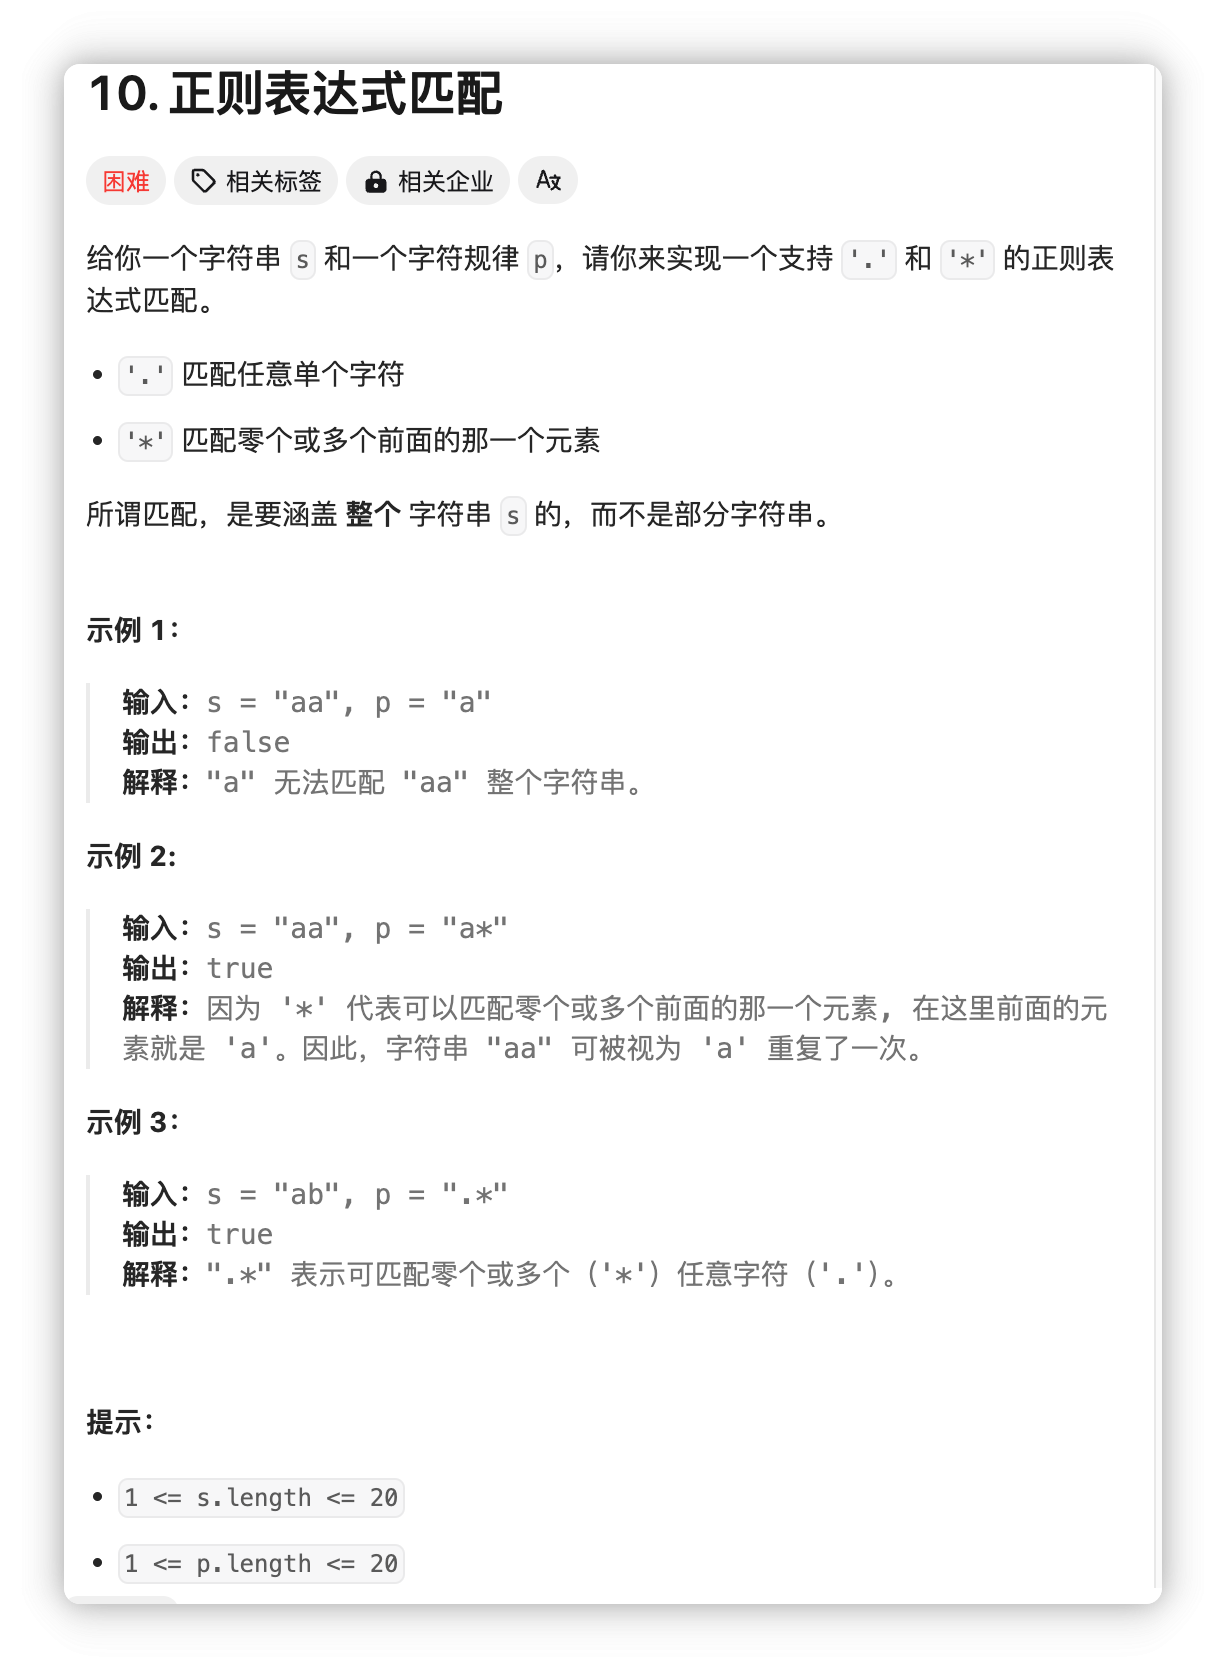 10. 正则表达式匹配
困难 相关标签 相关企业
给你一个字符串 s 和一个字符规律 p，请你来实现一个支持 '.' 和 '*' 的正则表
达式匹配。
• '.' 匹配任意单个字符
• '*' 匹配零个或多个前面的那一个元素
所谓匹配，是要涵盖 整个 字符串 s 的，而不是部分字符串。
示例 1：
输入：s = "aa", p = "a"
输出：false
解释："a" 无法匹配 "aa" 整个字符串。
示例 2:
输入：s = "aa", p = "a*"
输出：true
解释：因为 '*' 代表可以匹配零个或多个前面的那一个元素, 在这里前面的元
素就是 'a'。因此，字符串 "aa" 可被视为 'a' 重复了一次。
示例 3：
输入：s = "ab", p = ".*"
输出：true
解释：".*" 表示可匹配零个或多个（'*'）任意字符（'.'）。
提示：
• 1 <= s.length <= 20
• 1 <= p.length <= 20